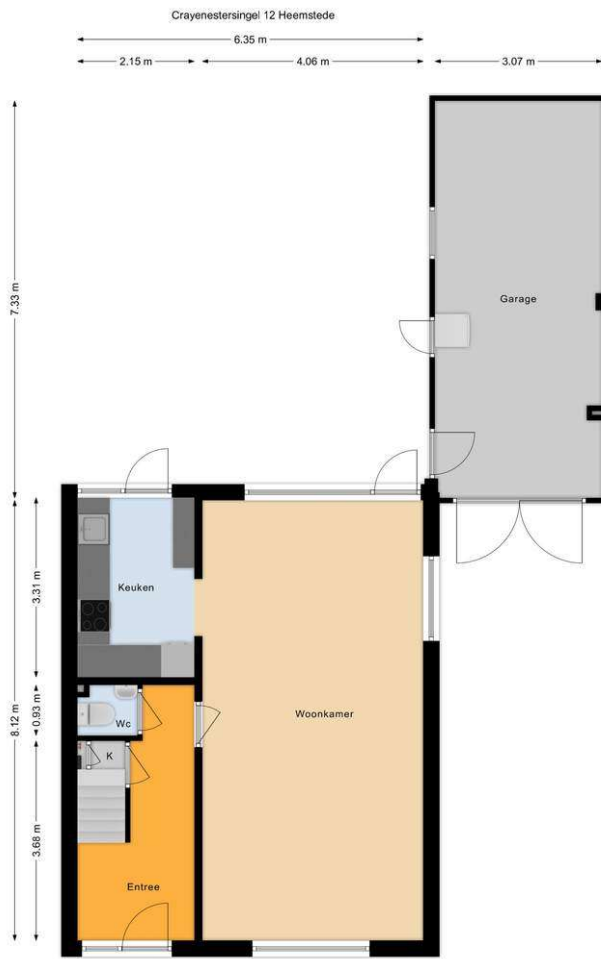 Crayenestersingel 12 Heemstede
6.35 m
2.15 m
4.06 m
3.07 m
7.33 m
Garage
8.12 m
3.31 m
Keuken
0.93 m
Wc
Woonkamer
K
3.68 m
Entree